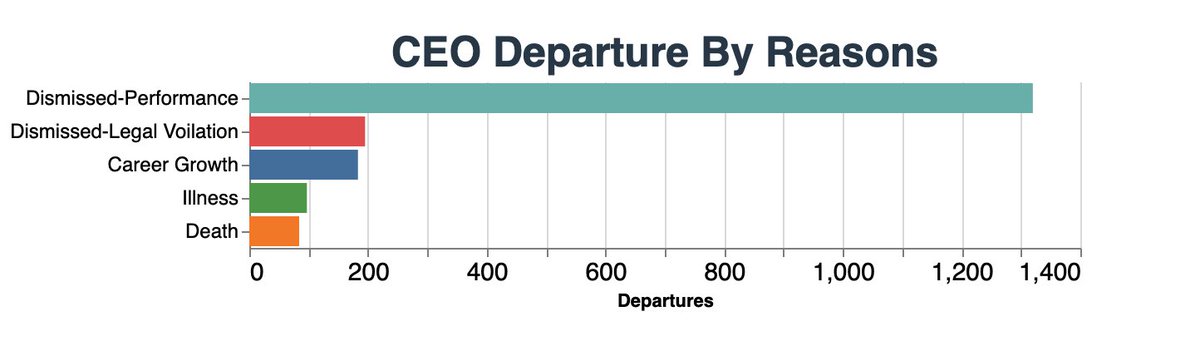 CEO Departure By Reasons
Dismissed-Performance
Dismissed-Legal Voilation
Career Growth
Illness
Death
0 200 400 600 800 1,000 1,200 1,400
Departures